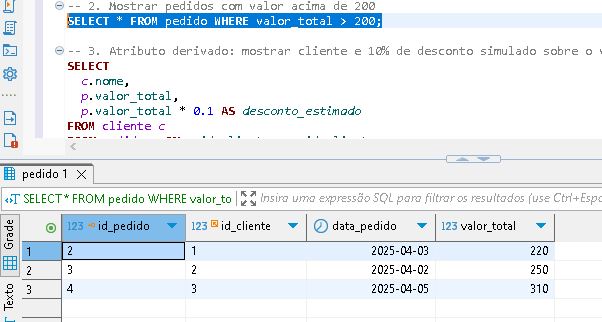 -- 2. Mostrar pedidos com valor acima de 200
SELECT * FROM pedido WHERE valor_total > 200;
-- 3. Atributo derivado: mostrar cliente e 10% de desconto simulado sobre o
SELECT
c.nome,
p.valor_total,
p.valor_total * 0.1 AS desconto_estimado
FROM cliente c
pedido 1
SELECT * FROM pedido WHERE valor_to
Insira uma expressão SQL para filtrar os resultados (use Ctrl+Espa
Grade
Texto
123 id_pedido 123 id_cliente data_pedido 123 valor_total
1 2 1 2025-04-03 220
2 3 2 2025-04-02 250
3 4 3 2025-04-05 310